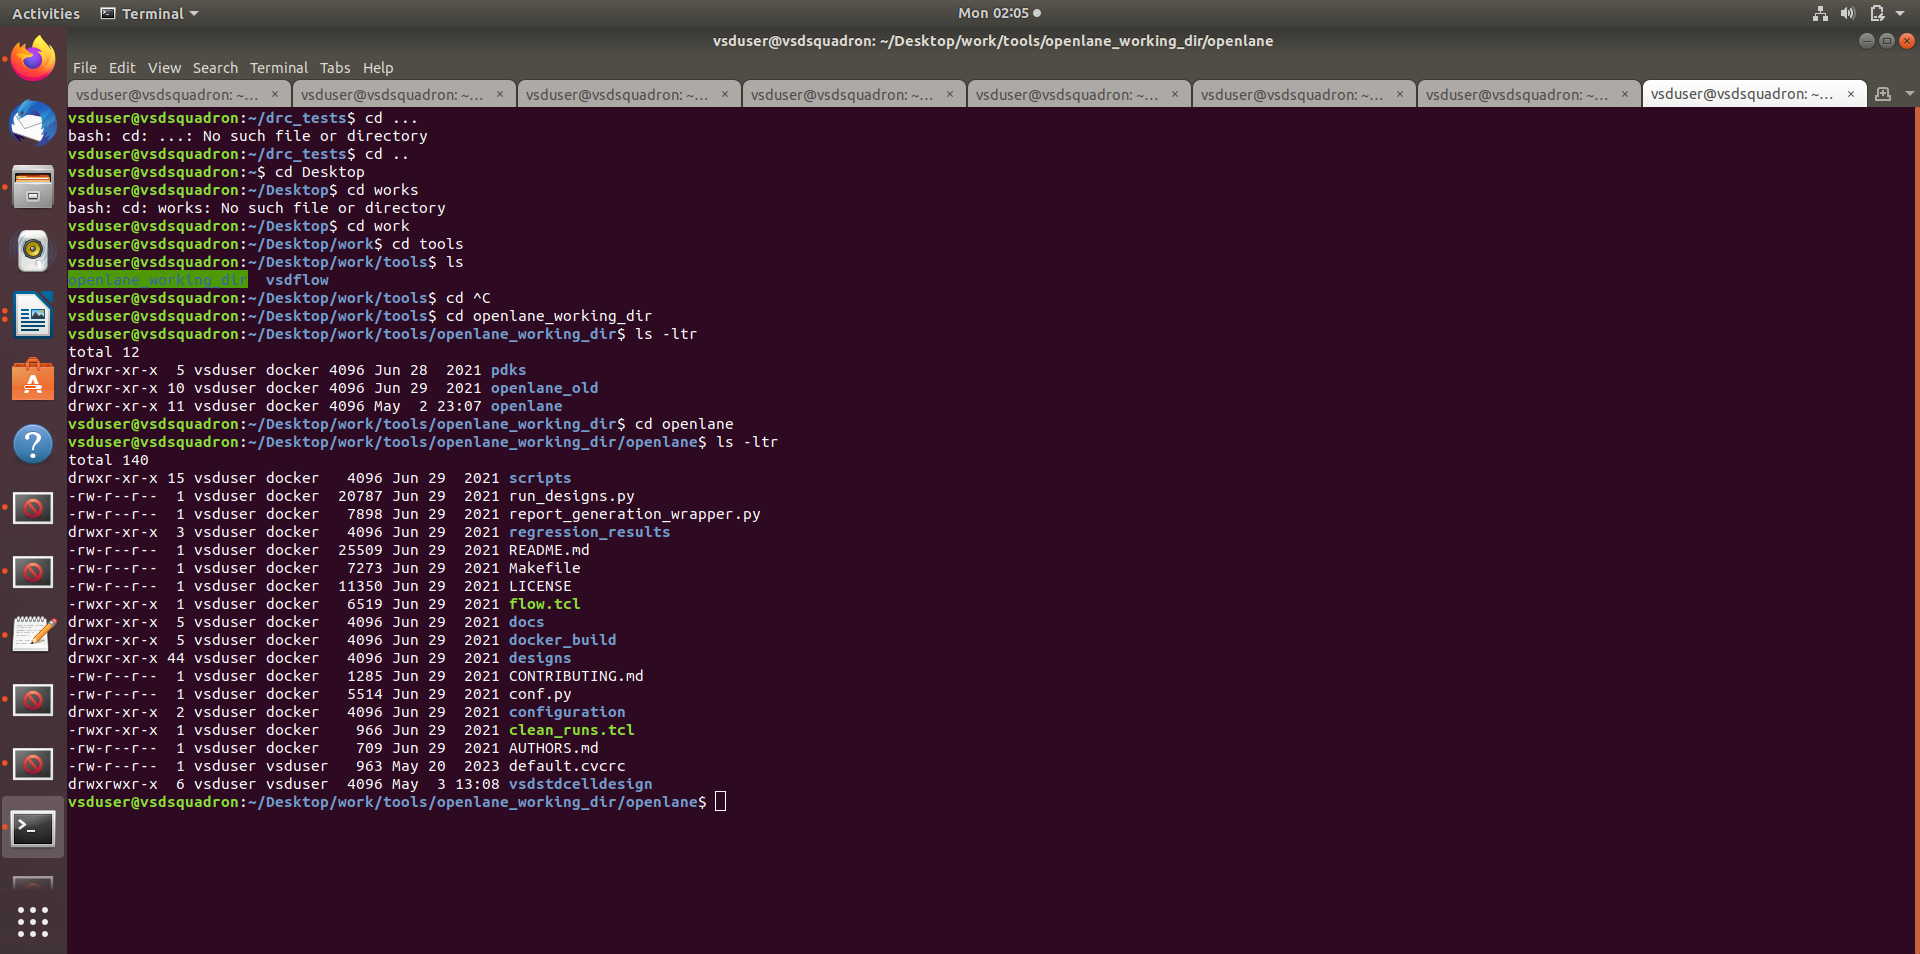 Activities Terminal Mon 02:05
vsduser@vsdsquadron: ~/Desktop/work/tools/openlane_working_dir/openlane
File Edit View Search Terminal Tabs Help
vsduser@vsdsquadron: ~... × vsduser@vsdsquadron: ~... × vsduser@vsdsquadron: ~... × vsduser@vsdsquadron: ~... × vsduser@vsdsquadron: ~... × vsduser@vsdsquadron: ~... × vsduser@vsdsquadron: ~... × vsduser@vsdsquadron: ~... ×
vsduser@vsdsquadron:~/drc_tests$ cd ...
bash: cd: ...: No such file or directory
vsduser@vsdsquadron:~/drc_tests$ cd ..
vsduser@vsdsquadron:~$ cd Desktop
vsduser@vsdsquadron:~/Desktop$ cd works
bash: cd: works: No such file or directory
vsduser@vsdsquadron:~/Desktop$ cd work
vsduser@vsdsquadron:~/Desktop/work$ cd tools
vsduser@vsdsquadron:~/Desktop/work/tools$ ls
openlane_working_dir  vsdflow
vsduser@vsdsquadron:~/Desktop/work/tools$ cd ^C
vsduser@vsdsquadron:~/Desktop/work/tools$ cd openlane_working_dir
vsduser@vsdsquadron:~/Desktop/work/tools/openlane_working_dir$ ls -ltr
total 12
drwxr-xr-x  5 vsduser docker 4096 Jun 28  2021 pdks
drwxr-xr-x 10 vsduser docker 4096 Jun 29  2021 openlane_old
drwxr-xr-x 11 vsduser docker 4096 May  2 23:07 openlane
vsduser@vsdsquadron:~/Desktop/work/tools/openlane_working_dir$ cd openlane
vsduser@vsdsquadron:~/Desktop/work/tools/openlane_working_dir/openlane$ ls -ltr
total 140
drwxr-xr-x 15 vsduser docker   4096 Jun 29  2021 scripts
-rw-r--r--  1 vsduser docker  20787 Jun 29  2021 run_designs.py
-rw-r--r--  1 vsduser docker   7898 Jun 29  2021 report_generation_wrapper.py
drwxr-xr-x  3 vsduser docker   4096 Jun 29  2021 regression_results
-rw-r--r--  1 vsduser docker  25509 Jun 29  2021 README.md
-rw-r--r--  1 vsduser docker   7273 Jun 29  2021 Makefile
-rw-r--r--  1 vsduser docker  11350 Jun 29  2021 LICENSE
-rwxr-xr-x  1 vsduser docker   6519 Jun 29  2021 flow.tcl
drwxr-xr-x  5 vsduser docker   4096 Jun 29  2021 docs
drwxr-xr-x  5 vsduser docker   4096 Jun 29  2021 docker_build
drwxr-xr-x 44 vsduser docker   4096 Jun 29  2021 designs
-rw-r--r--  1 vsduser docker   1285 Jun 29  2021 CONTRIBUTING.md
-rw-r--r--  1 vsduser docker   5514 Jun 29  2021 conf.py
drwxr-xr-x  2 vsduser docker   4096 Jun 29  2021 configuration
-rwxr-xr-x  1 vsduser docker    966 Jun 29  2021 clean_runs.tcl
-rw-r--r--  1 vsduser docker    709 Jun 29  2021 AUTHORS.md
-rw-r--r--  1 vsduser vsduser   963 May 20  2023 default.cvcrc
drwxrwxr-x  6 vsduser vsduser  4096 May  3 13:08 vsdstdcelldesign
vsduser@vsdsquadron:~/Desktop/work/tools/openlane_working_dir/openlane$